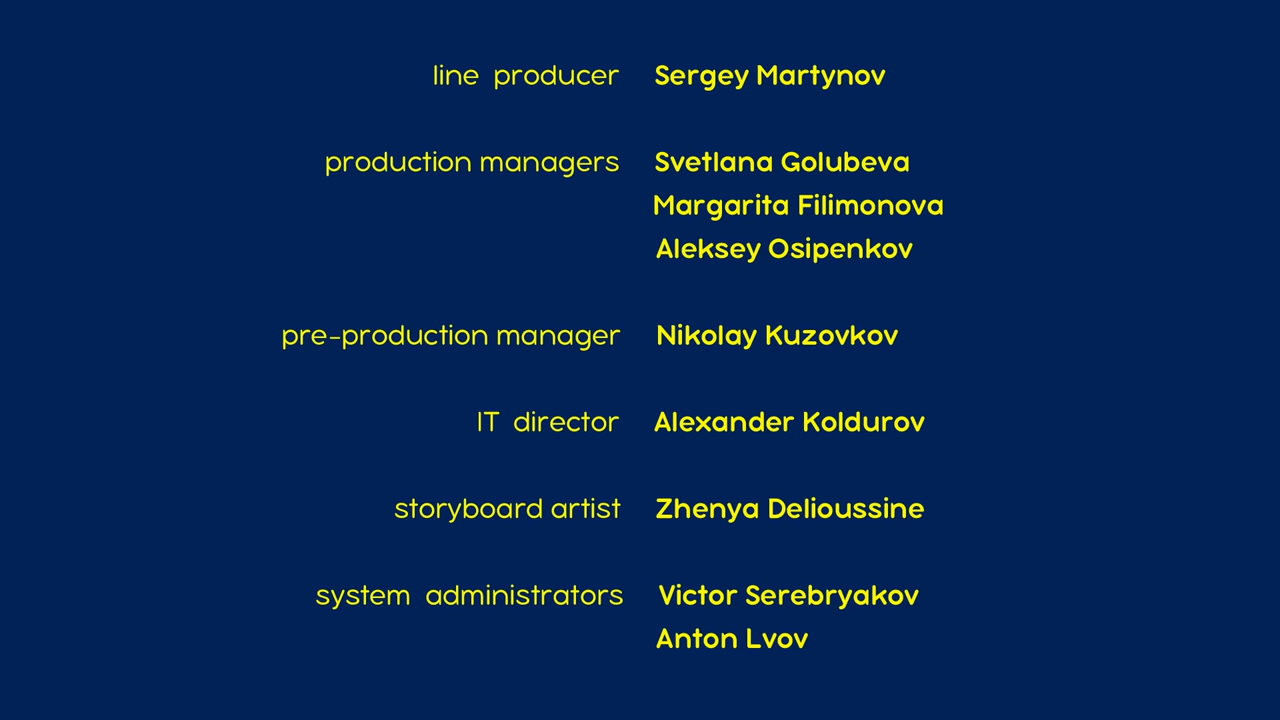 line producer Sergey Martynov
production managers Svetlana Golubeva
Margarita Filimonova
Aleksey Osipenkov
pre-production manager Nikolay Kuzovkov
IT director Alexander Koldurov
storyboard artist Zhenya Delioussine
system administrators Victor Serebryakov
Anton Lvov